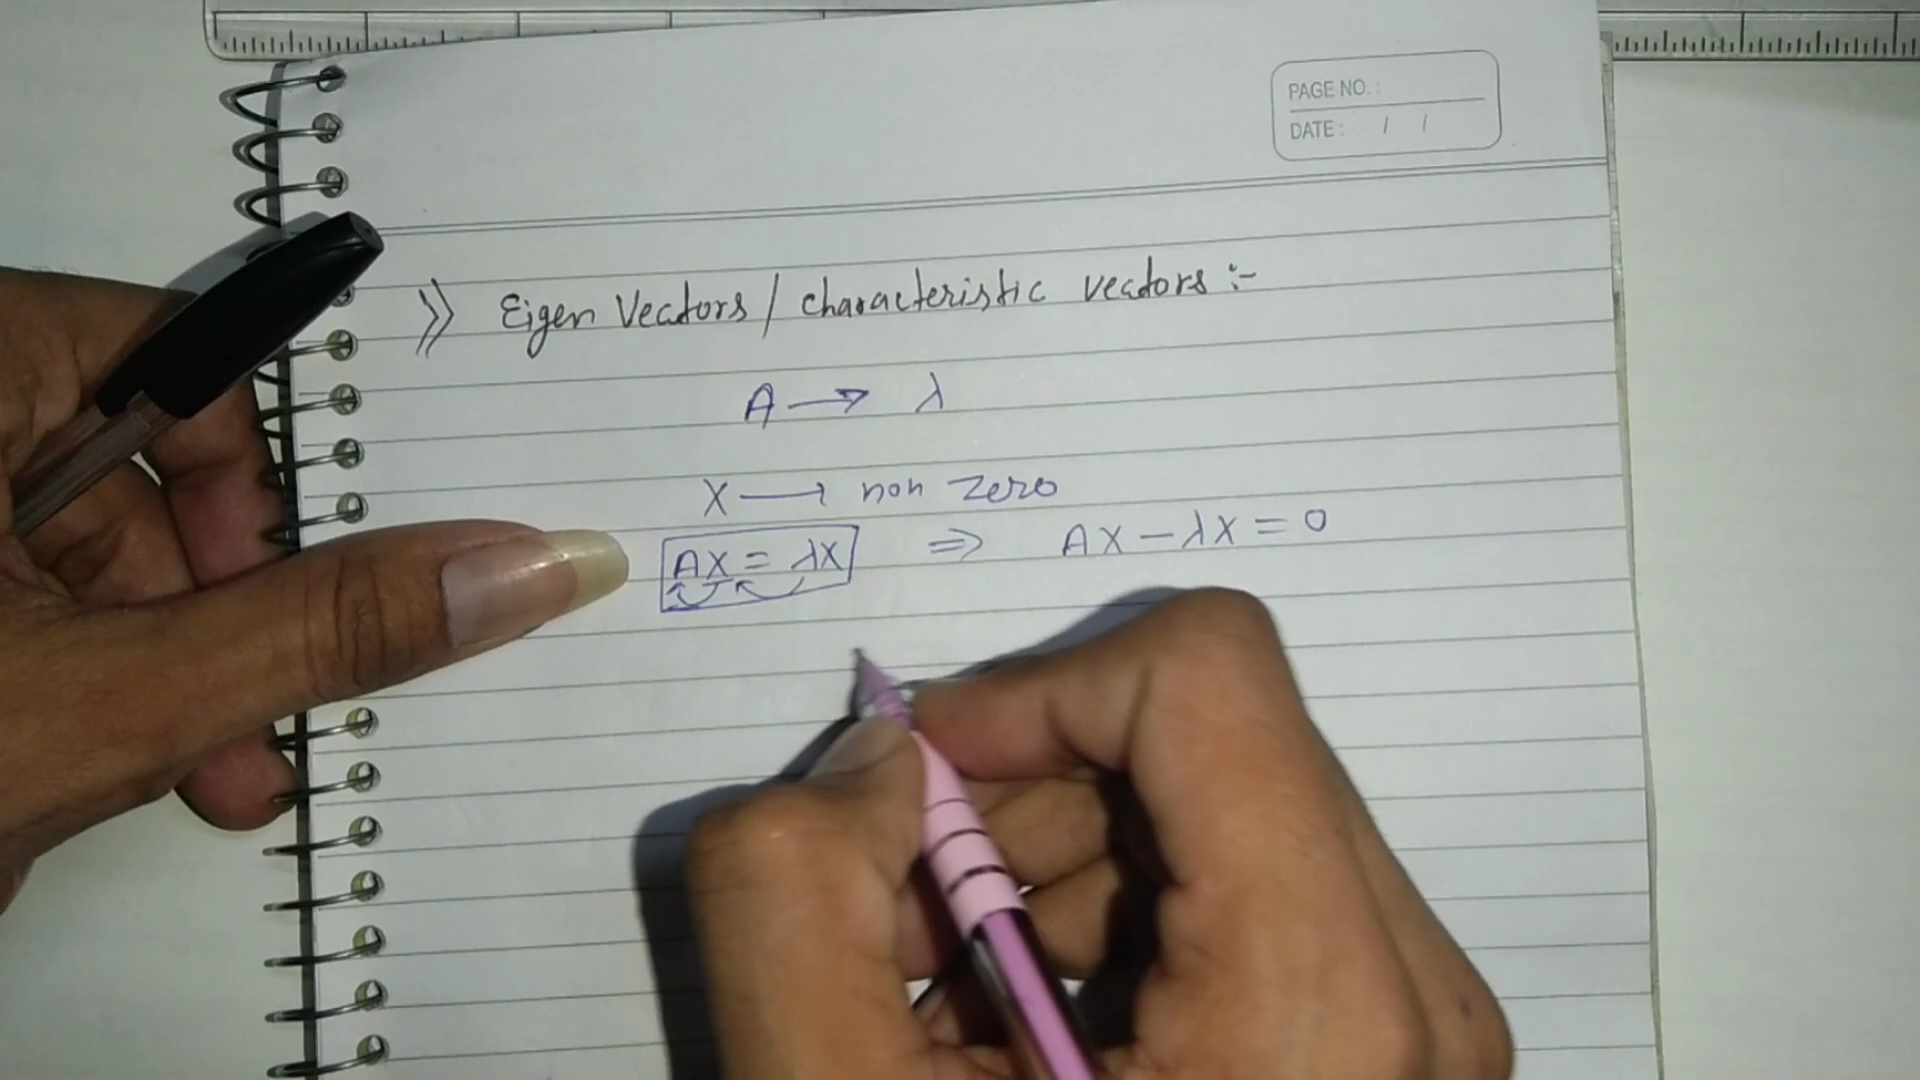 PAGE NO. :
DATE : / /
» Eigen Vectors / characteristic vectors :-
A → λ
X → non zero
AX = λX ⇒ AX - λX = 0